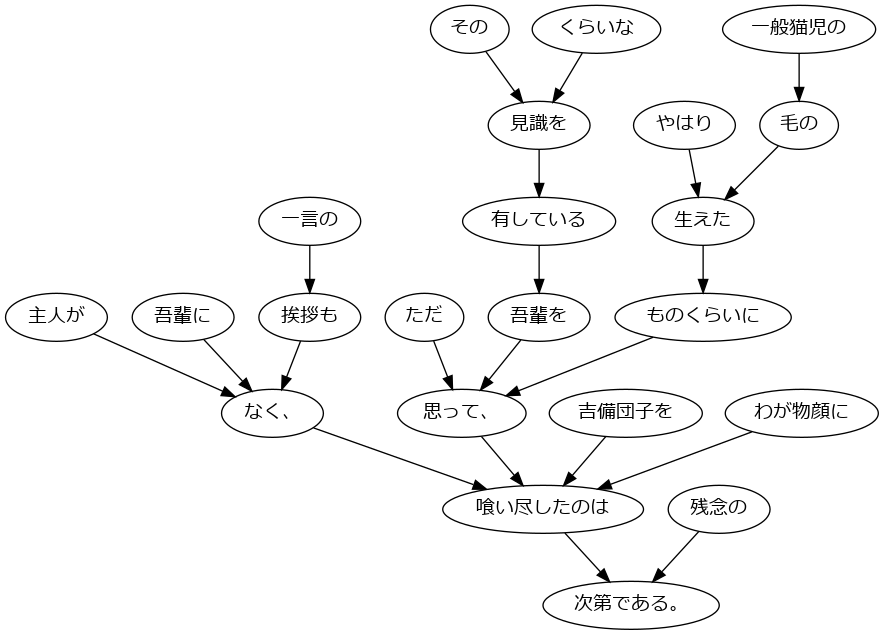 その
くらいな
一般猫児の
見識を
やはり
毛の
一言の
有している
生えた
主人が
吾輩に
挨拶も
ただ
吾輩を
ものくらいに
なく、
思って、
吉備団子を
わが物顔に
喰い尽したのは
残念の
次第である。